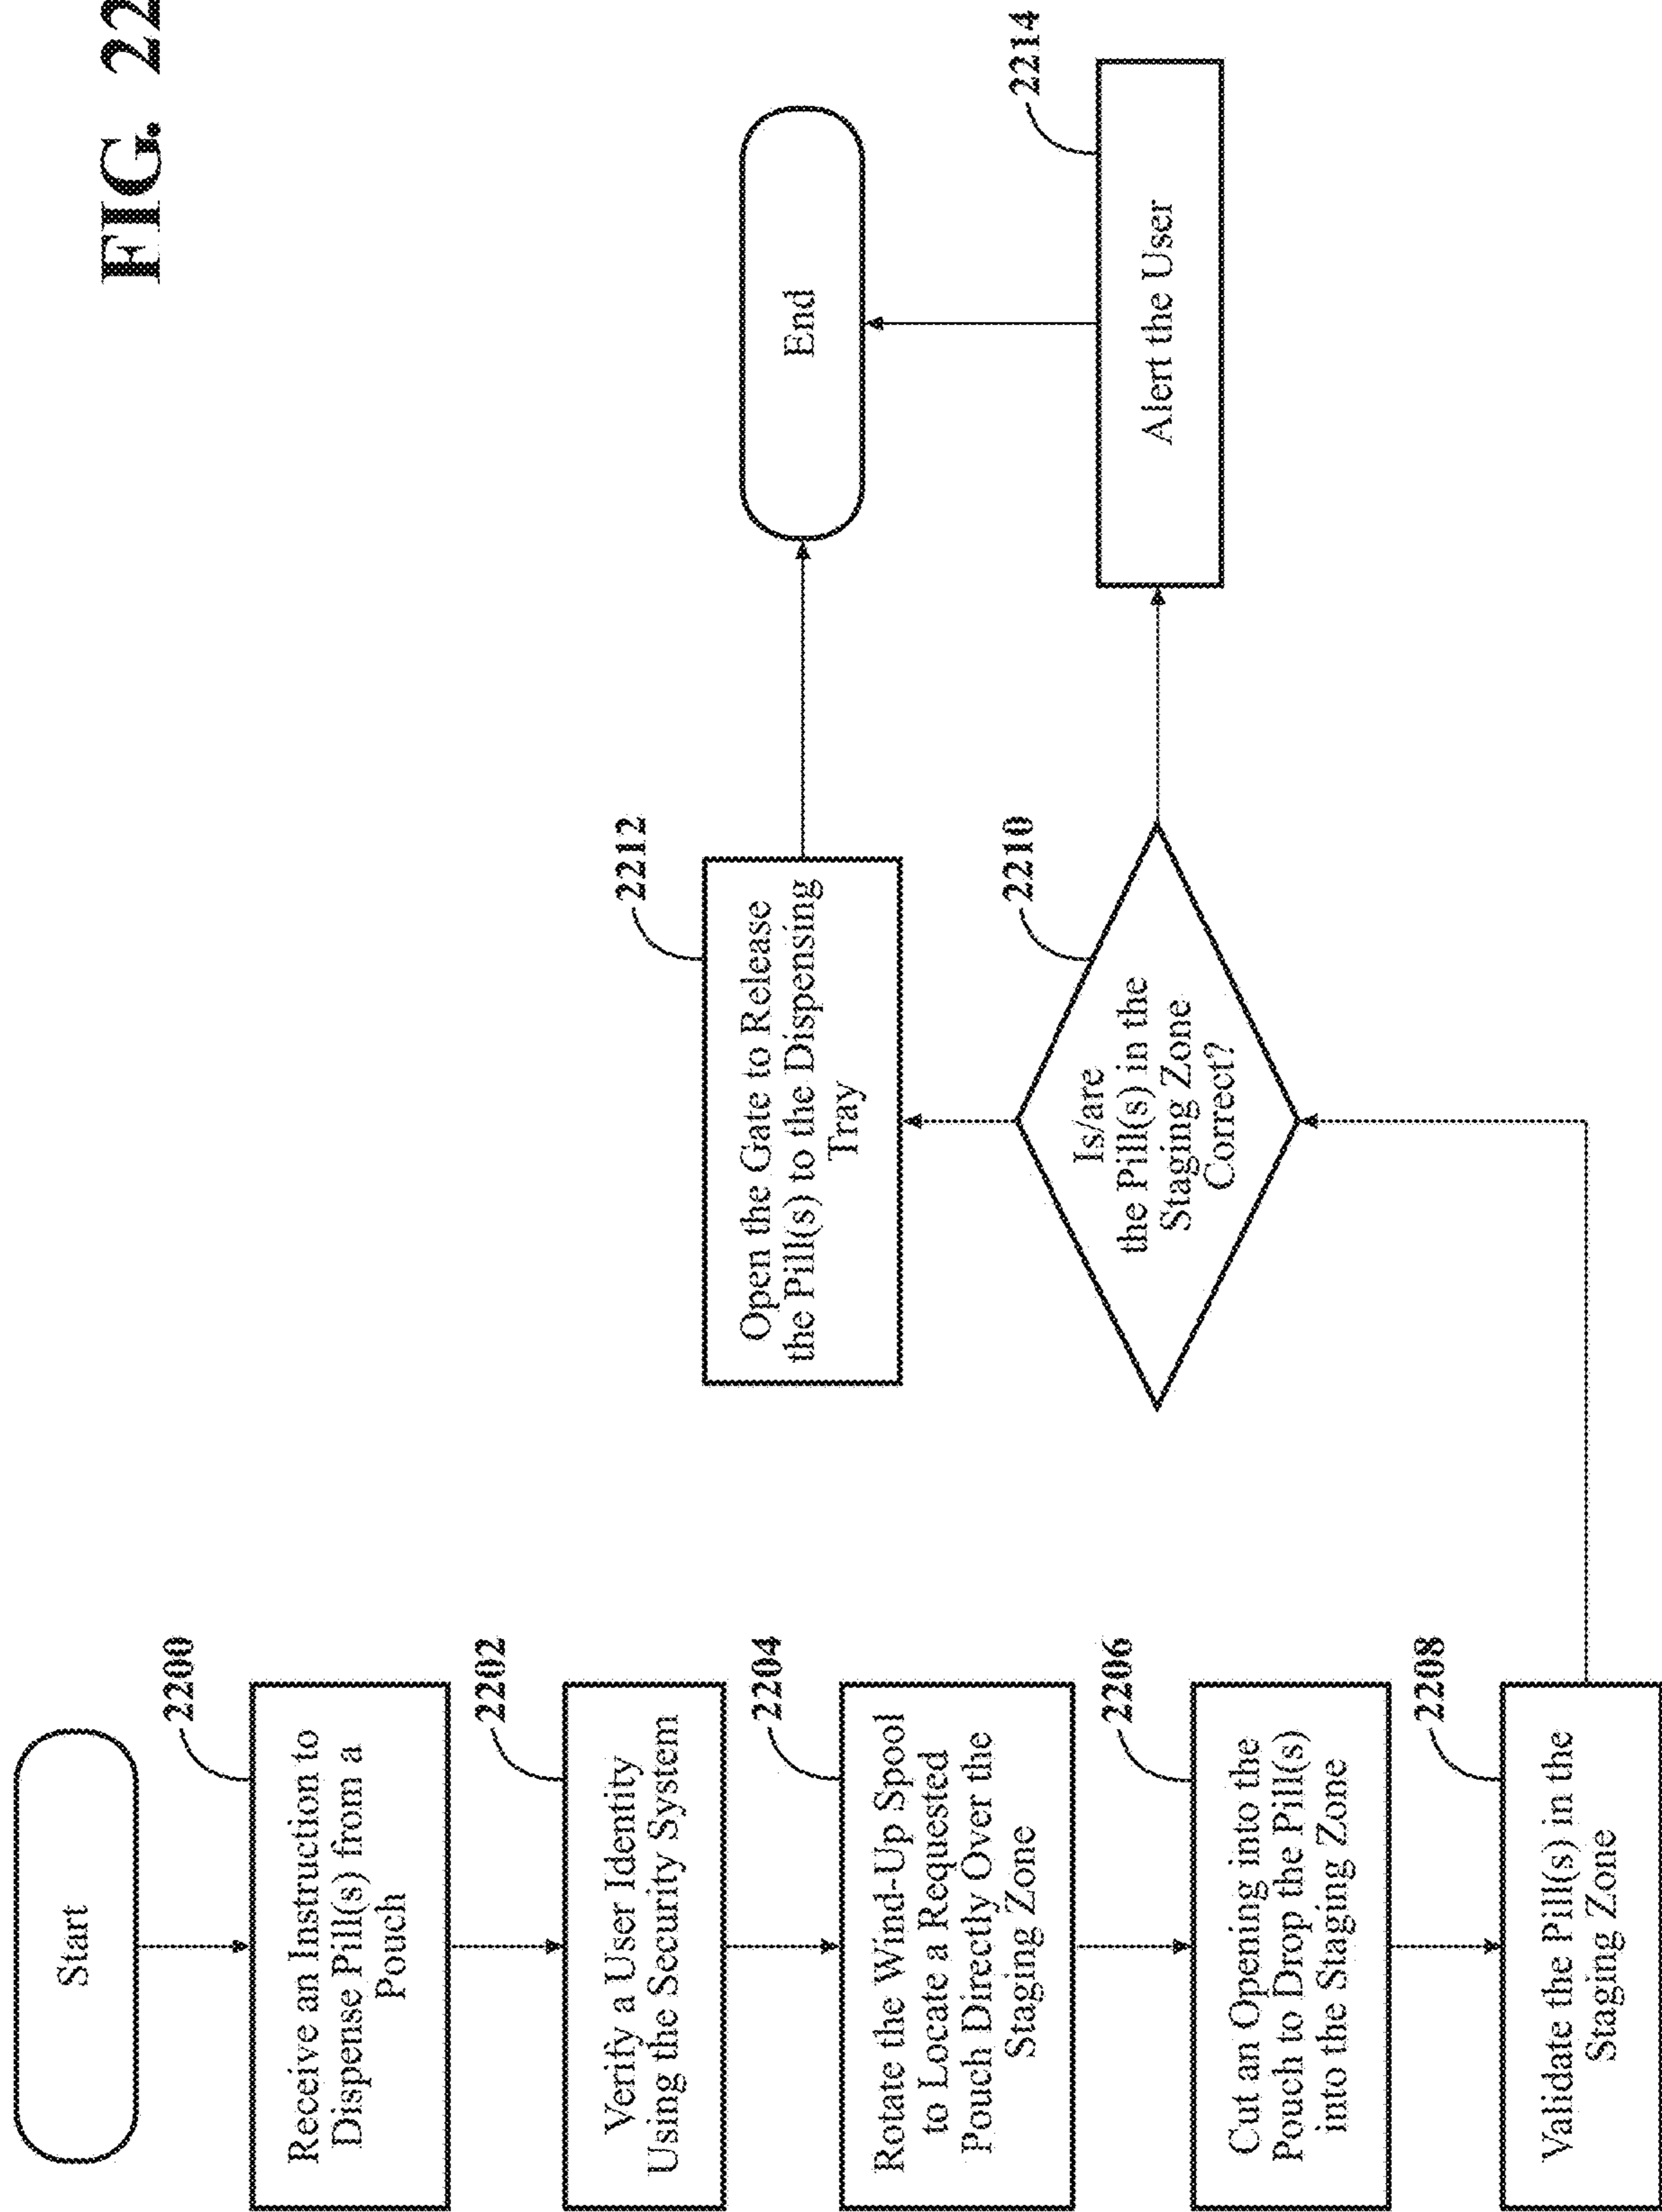 FIG. 22
Start
2200
Receive an Instruction to
Dispense Pill(s) from a
Pouch
2202
Verify a User Identity
Using the Security System
2204
Rotate the Wind-Up Spool
to Locate a Requested
Pouch Directly Over the
Staging Zone
2206
Cut an Opening into the
Pouch to Drop the Pill(s)
into the Staging Zone
2208
Validate the Pill(s) in the
Staging Zone
2210
Is/are
the Pill(s) in the
Staging Zone
Correct?
2212
Open the Gate to Release
the Pill(s) to the Dispensing
Tray
2214
Alert the User
End